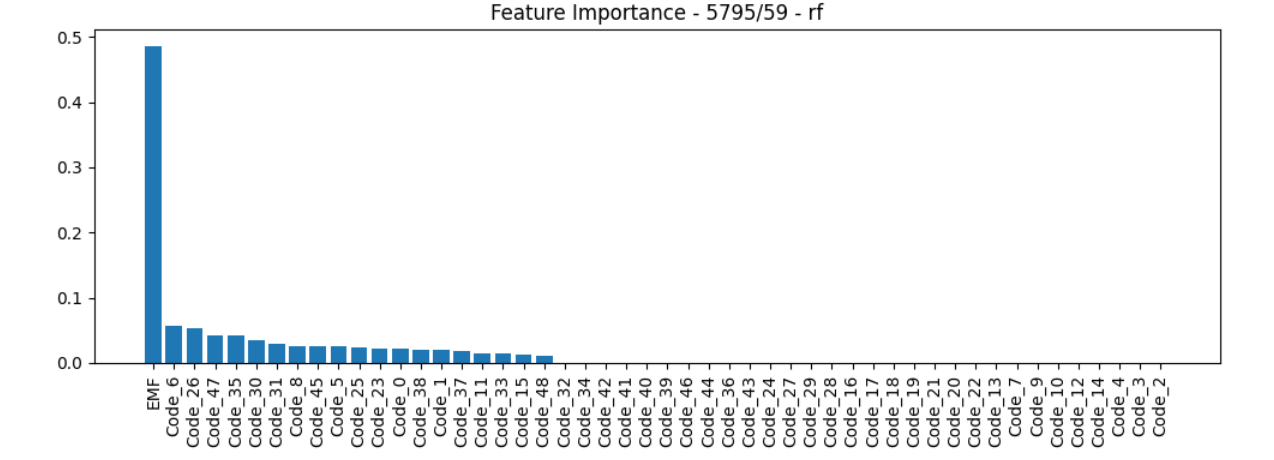 Feature Importance - 5795/59 - rf
0.5
0.4
0.3
0.2
0.1
0.0
EMF
Code_6
Code_26
Code_47
Code_35
Code_30
Code_31
Code_8
Code_45
Code_5
Code_25
Code_23
Code_0
Code_38
Code_1
Code_37
Code_11
Code_33
Code_15
Code_48
Code_32
Code_34
Code_42
Code_41
Code_40
Code_39
Code_46
Code_44
Code_36
Code_43
Code_24
Code_27
Code_29
Code_28
Code_16
Code_17
Code_18
Code_19
Code_21
Code_20
Code_22
Code_13
Code_7
Code_9
Code_10
Code_12
Code_14
Code_4
Code_3
Code_2